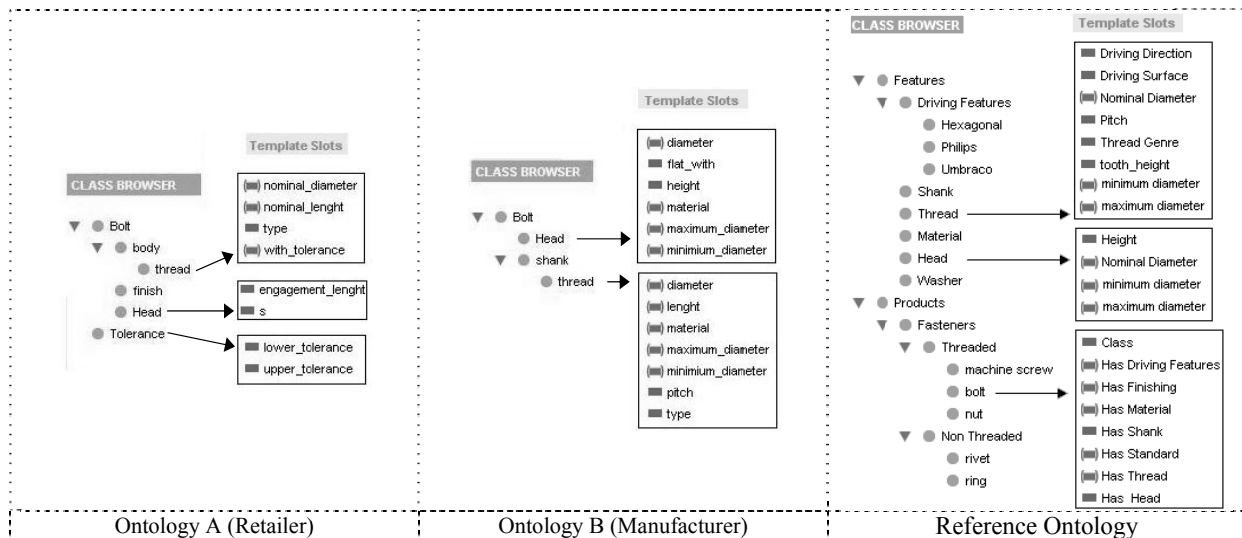 CLASS BROWSER
Bolt
body
thread
finish
Head
Tolerance
Template Slots
nominal_diameter
nominal_lenght
type
with_tolerance
engagement_lenght
s
lower_tolerance
upper_tolerance
Ontology A (Retailer)
CLASS BROWSER
Bolt
Head
shank
thread
Template Slots
diameter
flat_with
height
material
maximum_diameter
minimium_diameter
diameter
lenght
material
maximum_diameter
minimium_diameter
pitch
type
Ontology B (Manufacturer)
CLASS BROWSER
Features
Driving Features
Hexagonal
Philips
Umbraco
Shank
Thread
Material
Head
Washer
Products
Fasteners
Threaded
machine screw
bolt
nut
Non Threaded
rivet
ring
Template Slots
Driving Direction
Driving Surface
Nominal Diameter
Pitch
Thread Genre
tooth_height
minimum diameter
maximum diameter
Height
Nominal Diameter
minimum diameter
maximum diameter
Class
Has Driving Features
Has Finishing
Has Material
Has Shank
Has Standard
Has Thread
Has Head
Reference Ontology